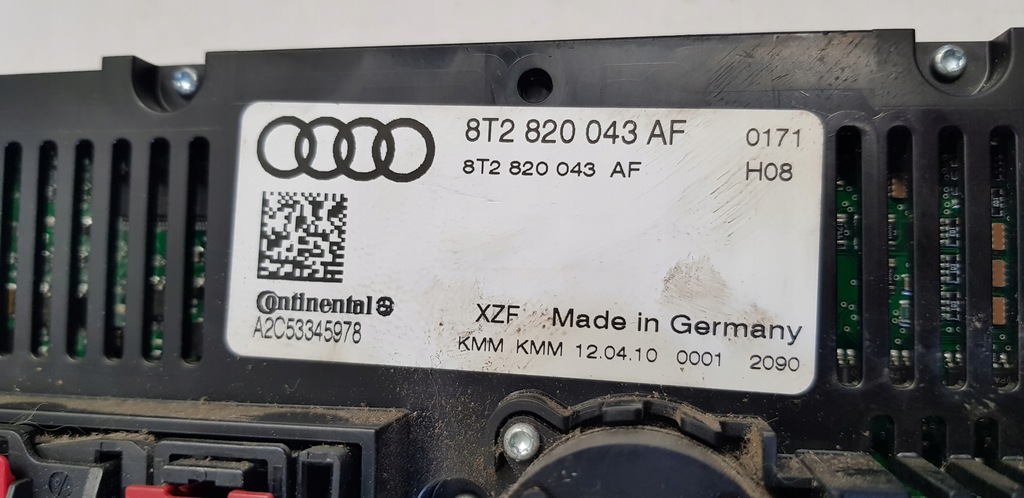 8T2 820 043 AF 0171
8T2 820 043 AF H08
Continental
A2C53345978
XZF Made in Germany
KMM KMM 12.04.10 0001 2090